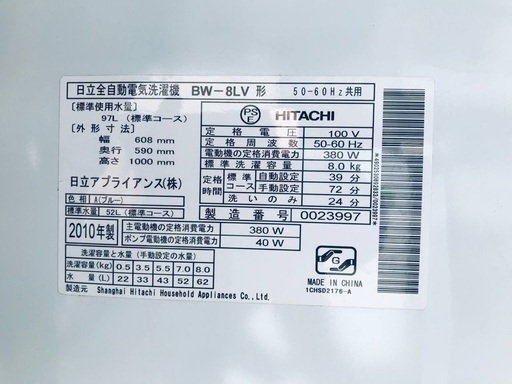 日立全自動電気洗濯機 BW-8LV 形 50-60Hz共用
[標準使用水量]
97L (標準コース)
[外形寸法]
幅 608 mm
奥行 590 mm
高さ 1000 mm
日立アプライアンス(株)
色相 A(ブルー)
標準水量 52L (標準コース)
PS
E
HITACHI
定格電圧 100 V
定格周波数 50-60 Hz
電動機の定格消費電力 380 W
標準洗濯容量 8.0 kg
定格時間 標準コース 自動設定 39 分
手動設定 72 分
洗いのみ 24 分
製造番号 0023997
2010年製
主電動機の定格消費電力 380 W
ポンプ電動機の定格消費電力 40 W
洗濯容量と水量 (手動設定の水量)
洗濯容量(kg) 0.5 3.5 5.5 7.0 8.0
水量(L) 22 33 43 52 62
製造元 Shanghai Hitachi Household Appliances Co., Ltd.
G
MADE IN CHINA
1CHSD2176-A